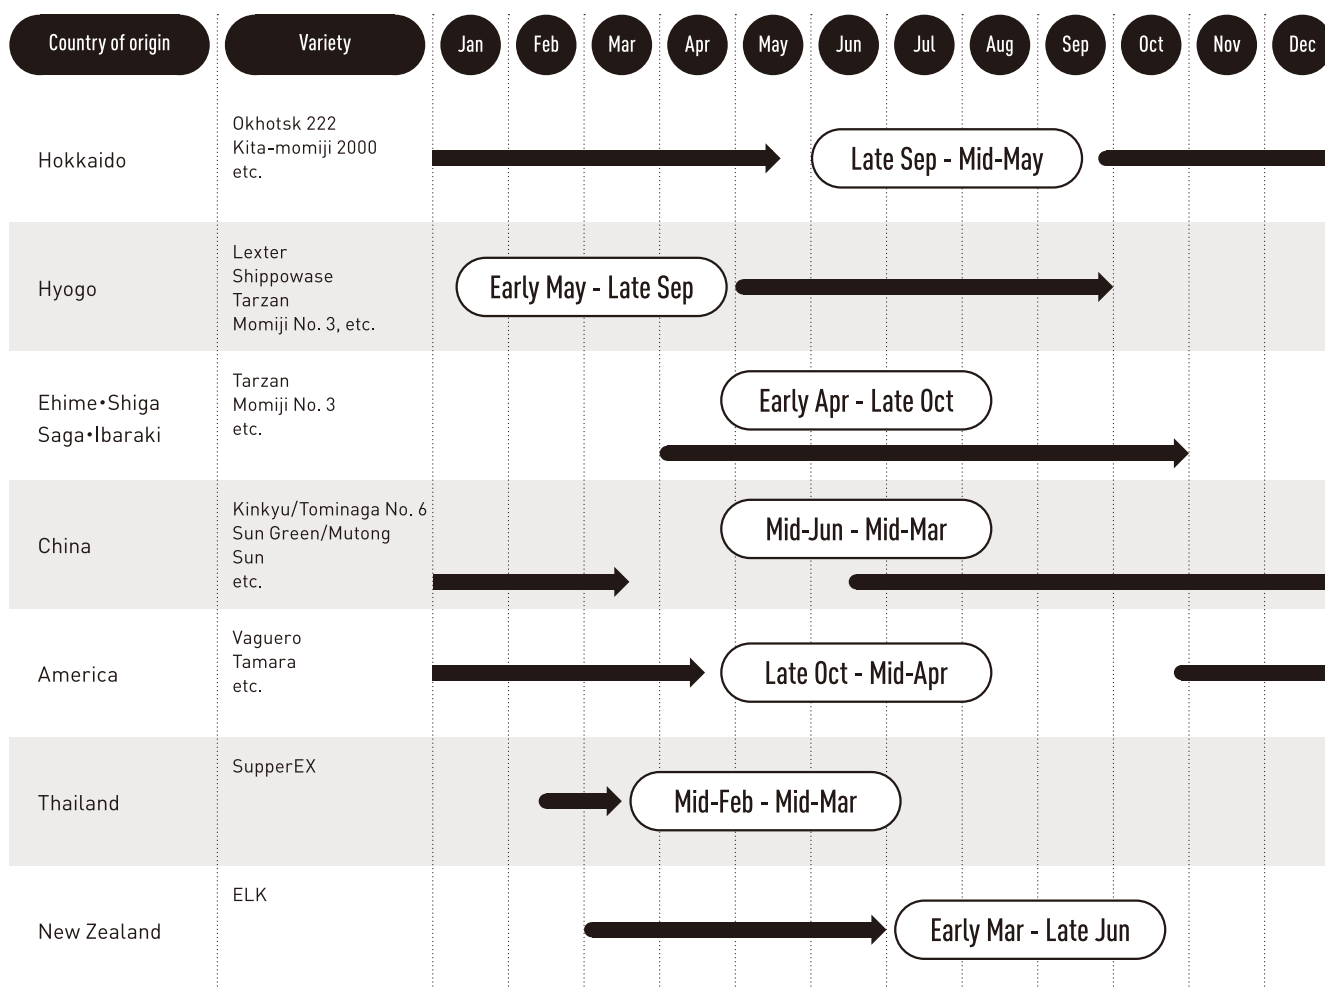 Country of origin Variety Jan Feb Mar Apr May Jun Jul Aug Sep Oct Nov Dec
Hokkaido
Okhotsk 222
Kita-momiji 2000
etc.
Late Sep - Mid-May
Hyogo
Lexter
Shippowase
Tarzan
Momiji No. 3, etc.
Early May - Late Sep
Ehime・Shiga
Saga・Ibaraki
Tarzan
Momiji No. 3
etc.
Early Apr - Late Oct
China
Kinkyu/Tominaga No. 6
Sun Green/Mutong
Sun
etc.
Mid-Jun - Mid-Mar
America
Vaguero
Tamara
etc.
Late Oct - Mid-Apr
Thailand
SupperEX
Mid-Feb - Mid-Mar
New Zealand
ELK
Early Mar - Late Jun